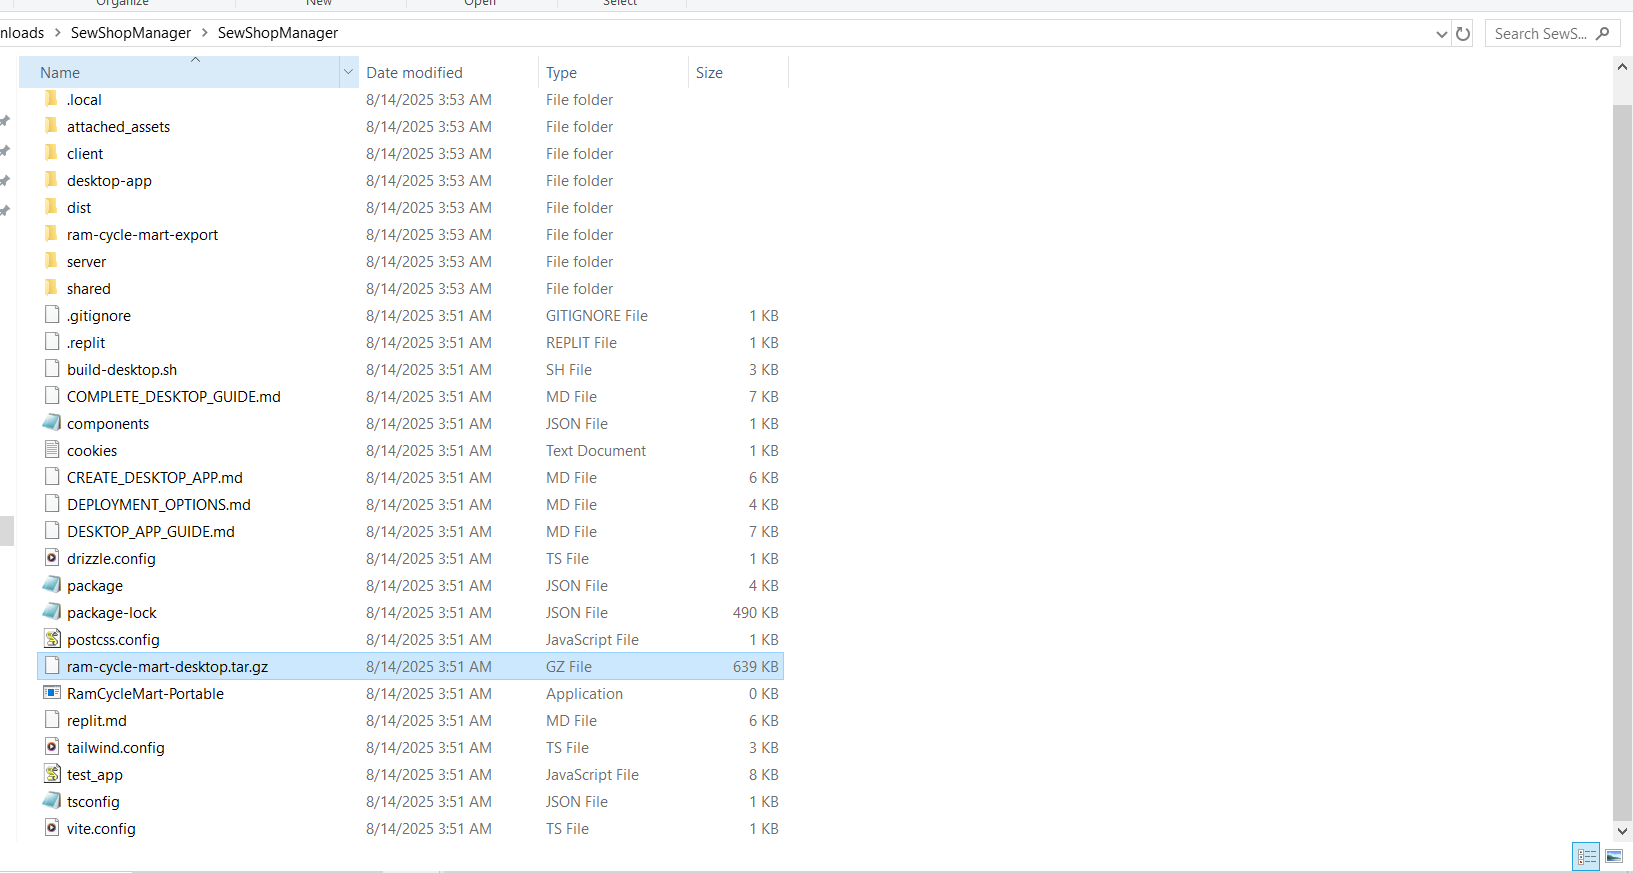 Organize New Open Select
nloads > SewShopManager > SewShopManager Search SewS...
Name Date modified Type Size
.local 8/14/2025 3:53 AM File folder
attached_assets 8/14/2025 3:53 AM File folder
client 8/14/2025 3:53 AM File folder
desktop-app 8/14/2025 3:53 AM File folder
dist 8/14/2025 3:53 AM File folder
ram-cycle-mart-export 8/14/2025 3:53 AM File folder
server 8/14/2025 3:53 AM File folder
shared 8/14/2025 3:53 AM File folder
.gitignore 8/14/2025 3:51 AM GITIGNORE File 1 KB
.replit 8/14/2025 3:51 AM REPLIT File 1 KB
build-desktop.sh 8/14/2025 3:51 AM SH File 3 KB
COMPLETE_DESKTOP_GUIDE.md 8/14/2025 3:51 AM MD File 7 KB
components 8/14/2025 3:51 AM JSON File 1 KB
cookies 8/14/2025 3:51 AM Text Document 1 KB
CREATE_DESKTOP_APP.md 8/14/2025 3:51 AM MD File 6 KB
DEPLOYMENT_OPTIONS.md 8/14/2025 3:51 AM MD File 4 KB
DESKTOP_APP_GUIDE.md 8/14/2025 3:51 AM MD File 7 KB
drizzle.config 8/14/2025 3:51 AM TS File 1 KB
package 8/14/2025 3:51 AM JSON File 4 KB
package-lock 8/14/2025 3:51 AM JSON File 490 KB
postcss.config 8/14/2025 3:51 AM JavaScript File 1 KB
ram-cycle-mart-desktop.tar.gz 8/14/2025 3:51 AM GZ File 639 KB
RamCycleMart-Portable 8/14/2025 3:51 AM Application 0 KB
replit.md 8/14/2025 3:51 AM MD File 6 KB
tailwind.config 8/14/2025 3:51 AM TS File 3 KB
test_app 8/14/2025 3:51 AM JavaScript File 8 KB
tsconfig 8/14/2025 3:51 AM JSON File 1 KB
vite.config 8/14/2025 3:51 AM TS File 1 KB